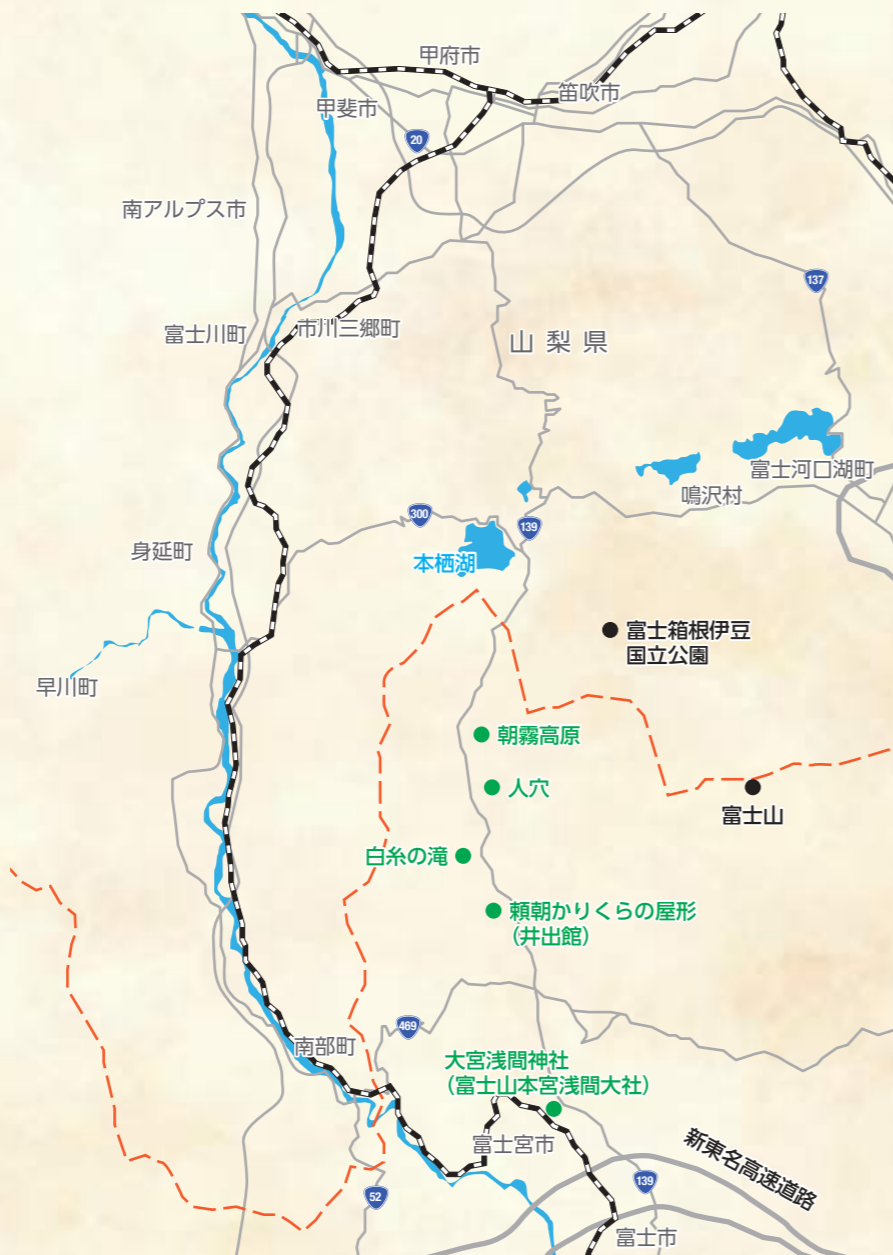 甲府市
笛吹市
甲斐市
20
南アルプス市
137
富士川町
市川三郷町
山梨県
富士河口湖町
鳴沢村
300
139
身延町
本栖湖
富士箱根伊豆
国立公園
早川町
朝霧高原
人穴
富士山
白糸の滝
頼朝かりくらの屋形
(井出館)
469
南部町
大宮浅間神社
(富士山本宮浅間大社)
富士宮市
新東名高速道路
139
52
富士市